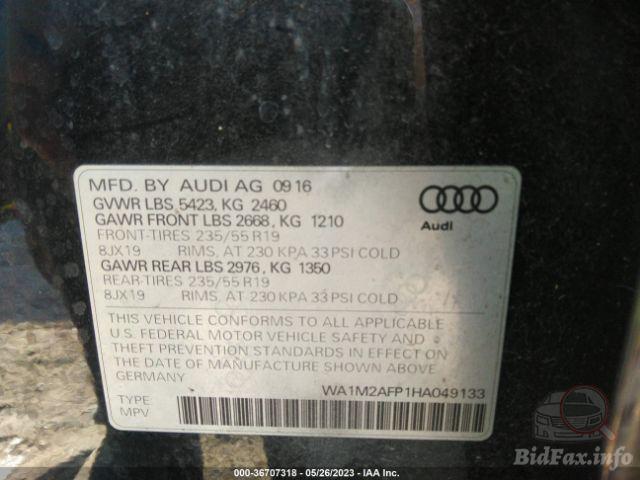 MFD. BY AUDI AG 0916
GVWR LBS 5423, KG 2460
GAWR FRONT LBS 2668, KG 1210
FRONT-TIRES 235/55 R19
8JX19 RIMS, AT 230 KPA 33 PSI COLD
GAWR REAR LBS 2976, KG 1350
REAR-TIRES 235/55 R19
8JX19 RIMS, AT 230 KPA 33 PSI COLD
Audi
THIS VEHICLE CONFORMS TO ALL APPLICABLE
U.S. FEDERAL MOTOR VEHICLE SAFETY AND
THEFT PREVENTION STANDARDS IN EFFECT ON
THE DATE OF MANUFACTURE SHOWN ABOVE
GERMANY
WA1M2AFP1HA049133
TYPE
MPV
BidFax.info
000-36707318 - 05/26/2023 - IAA Inc.